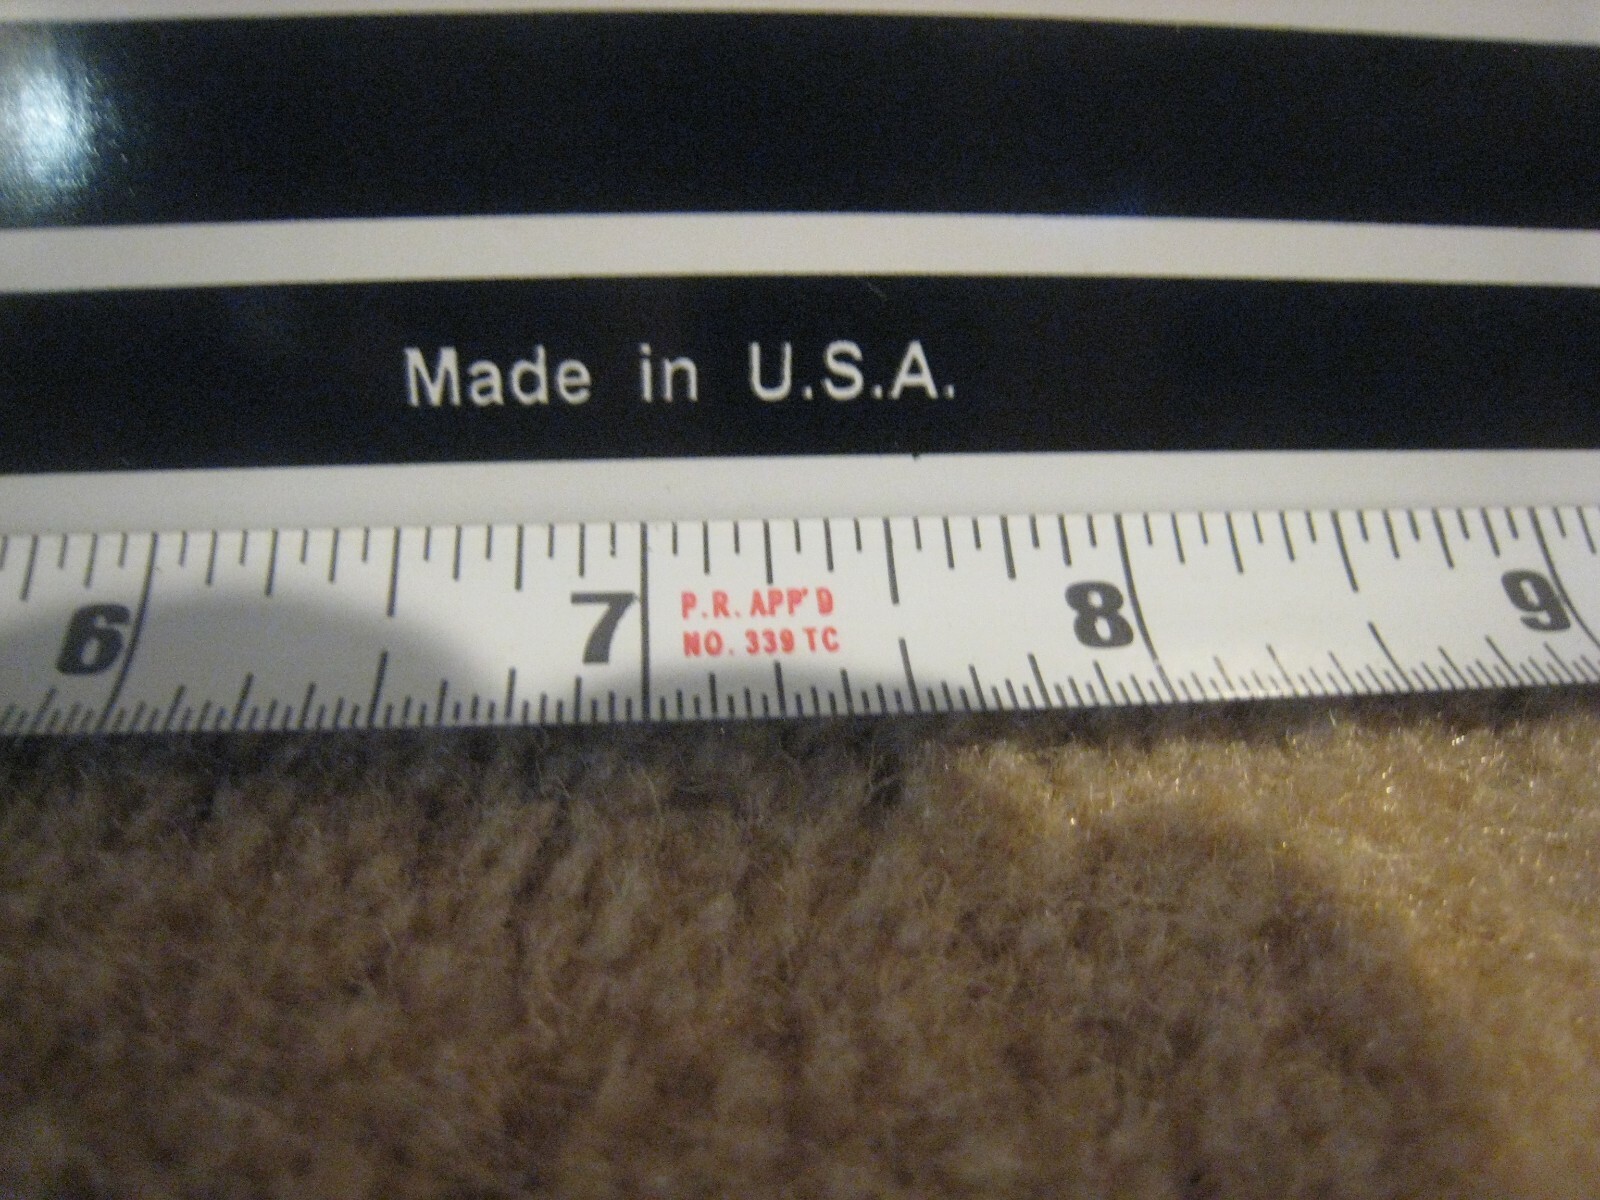 Made in U.S.A.
6 7 8 9
P.R. APP'D
NO. 339 TC